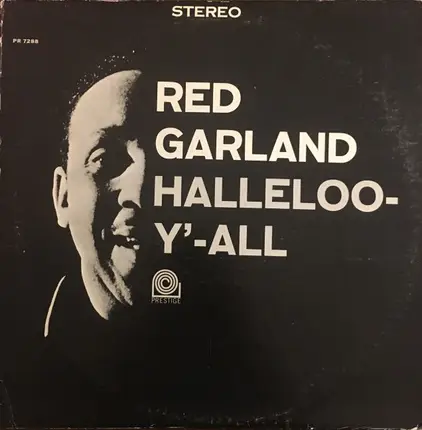 STEREO
PR 7288
RED
GARLAND
HALLELOO-
Y'-ALL
PRESTIGE